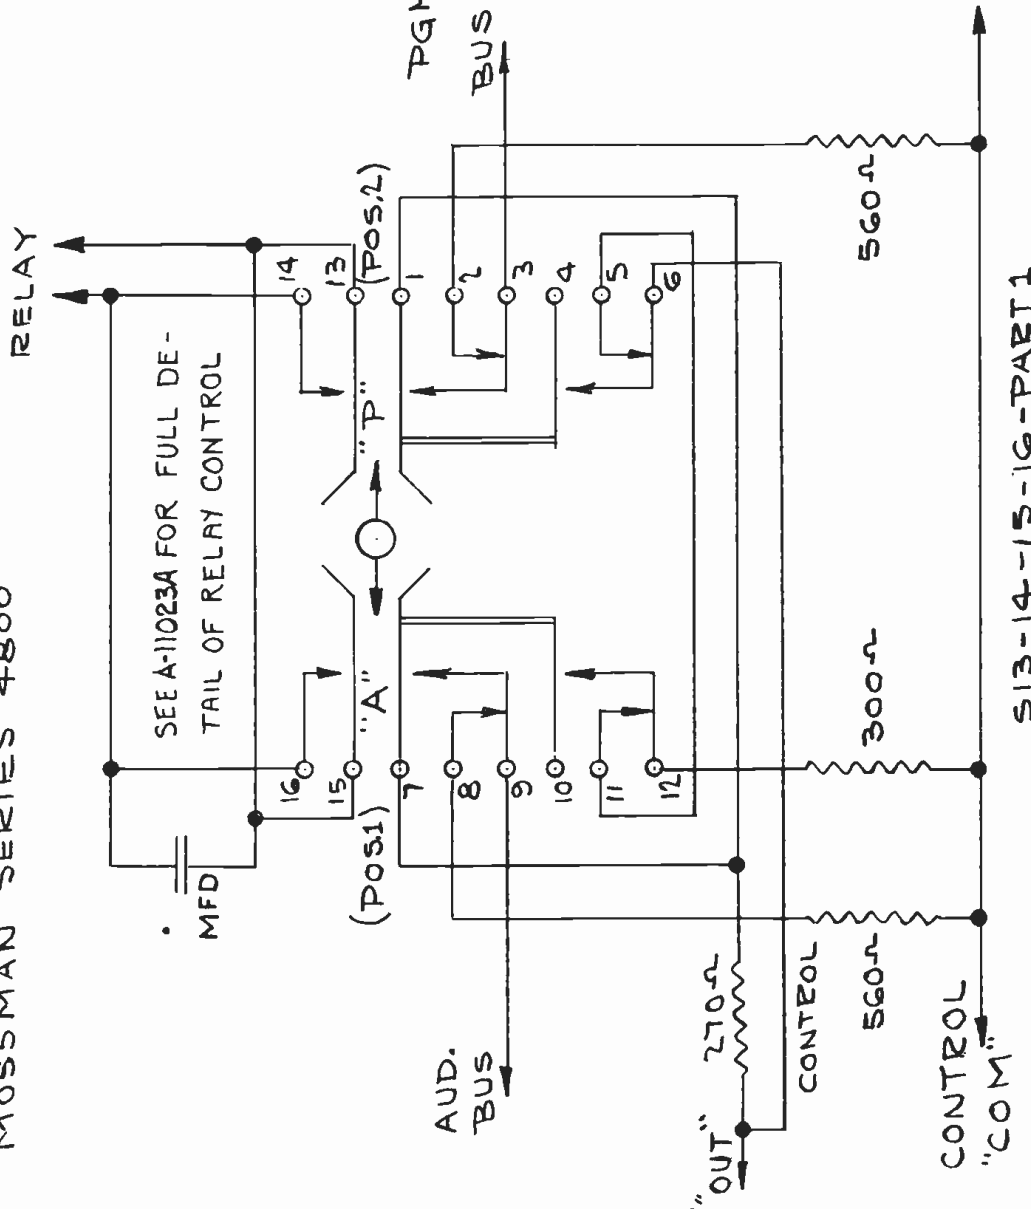 MOSSMAN SERIES 4800
RELAY
SEE A-11023A FOR FULL DE-
TAIL OF RELAY CONTROL
MFD
16
15
(POS.1)
7
8
9
10
11
12
"A"
"P"
14
13
(POS.2)
1
2
3
4
5
6
BUS
AUD.
BUS
"OUT"
270Ω
CONTROL
560Ω
300Ω
560Ω
CONTROL
"COM"
S13-14-15-16-PART 1